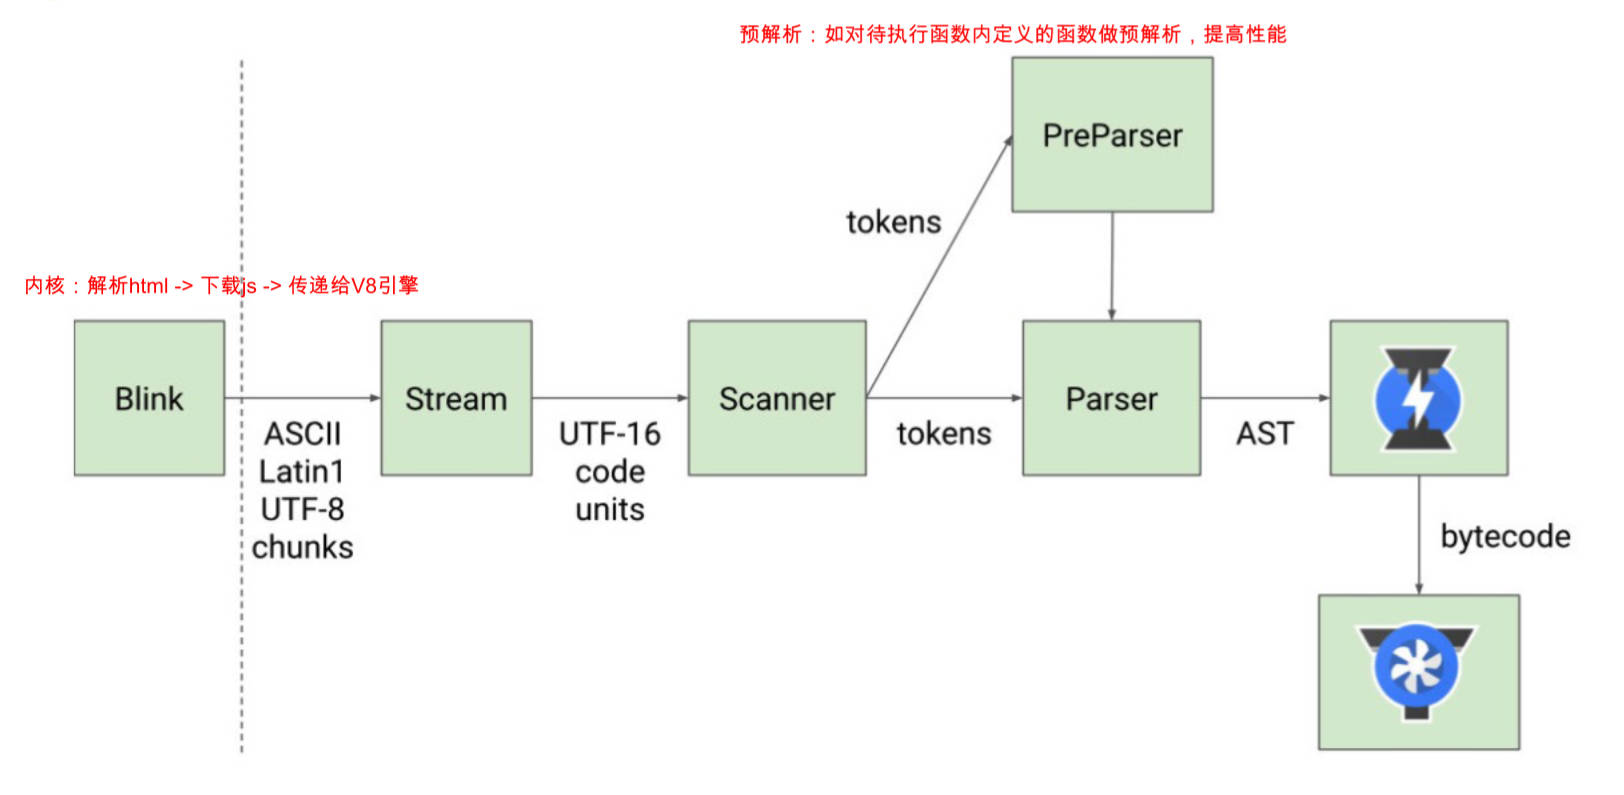 预解析：如对待执行函数内定义的函数做预解析，提高性能
PreParser
tokens
内核：解析html -> 下载js -> 传递给V8引擎
Blink
Stream
Scanner
Parser
ASCII
Latin1
UTF-8
chunks
UTF-16
code
units
tokens
AST
bytecode